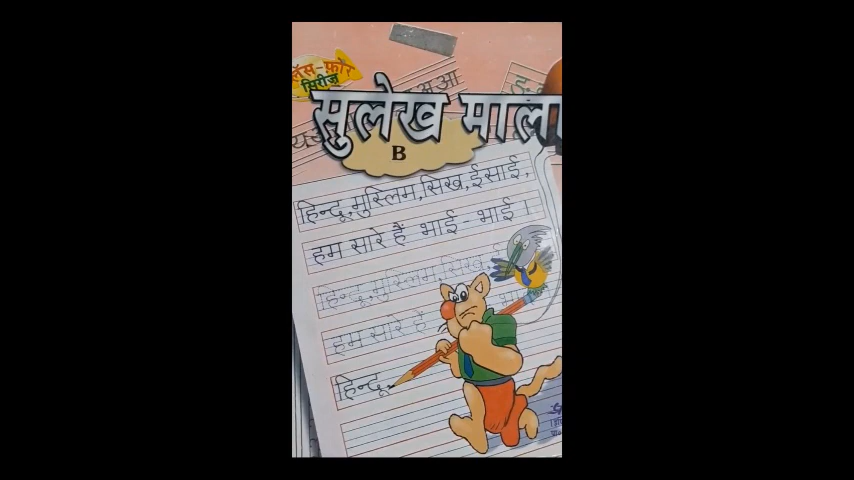 लॅस-फ़ॉर
सिरीज़
सुलेख माला
B
हिन्दू,मुस्लिम,सिख,ईसाई,
हम सारे हैं भाई - भाई ।
हिन्दू,मुस्लिम,सिख,ई
हम सारे हैं भा
हिन्दू